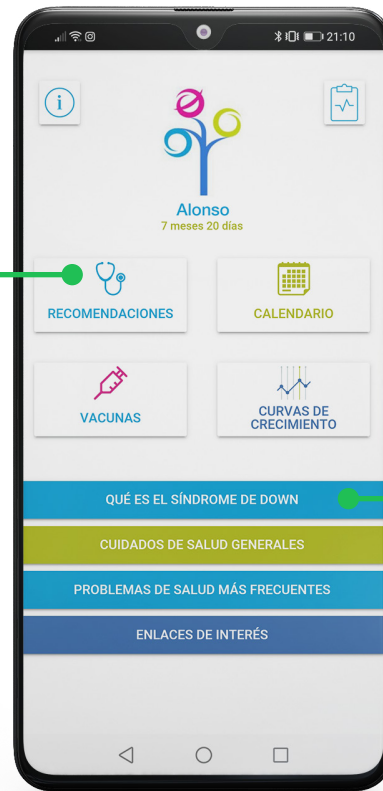 21:10
i
Alonso
7 meses 20 días
RECOMENDACIONES
CALENDARIO
VACUNAS
CURVAS DE
CRECIMIENTO
QUÉ ES EL SÍNDROME DE DOWN
CUIDADOS DE SALUD GENERALES
PROBLEMAS DE SALUD MÁS FRECUENTES
ENLACES DE INTERÉS